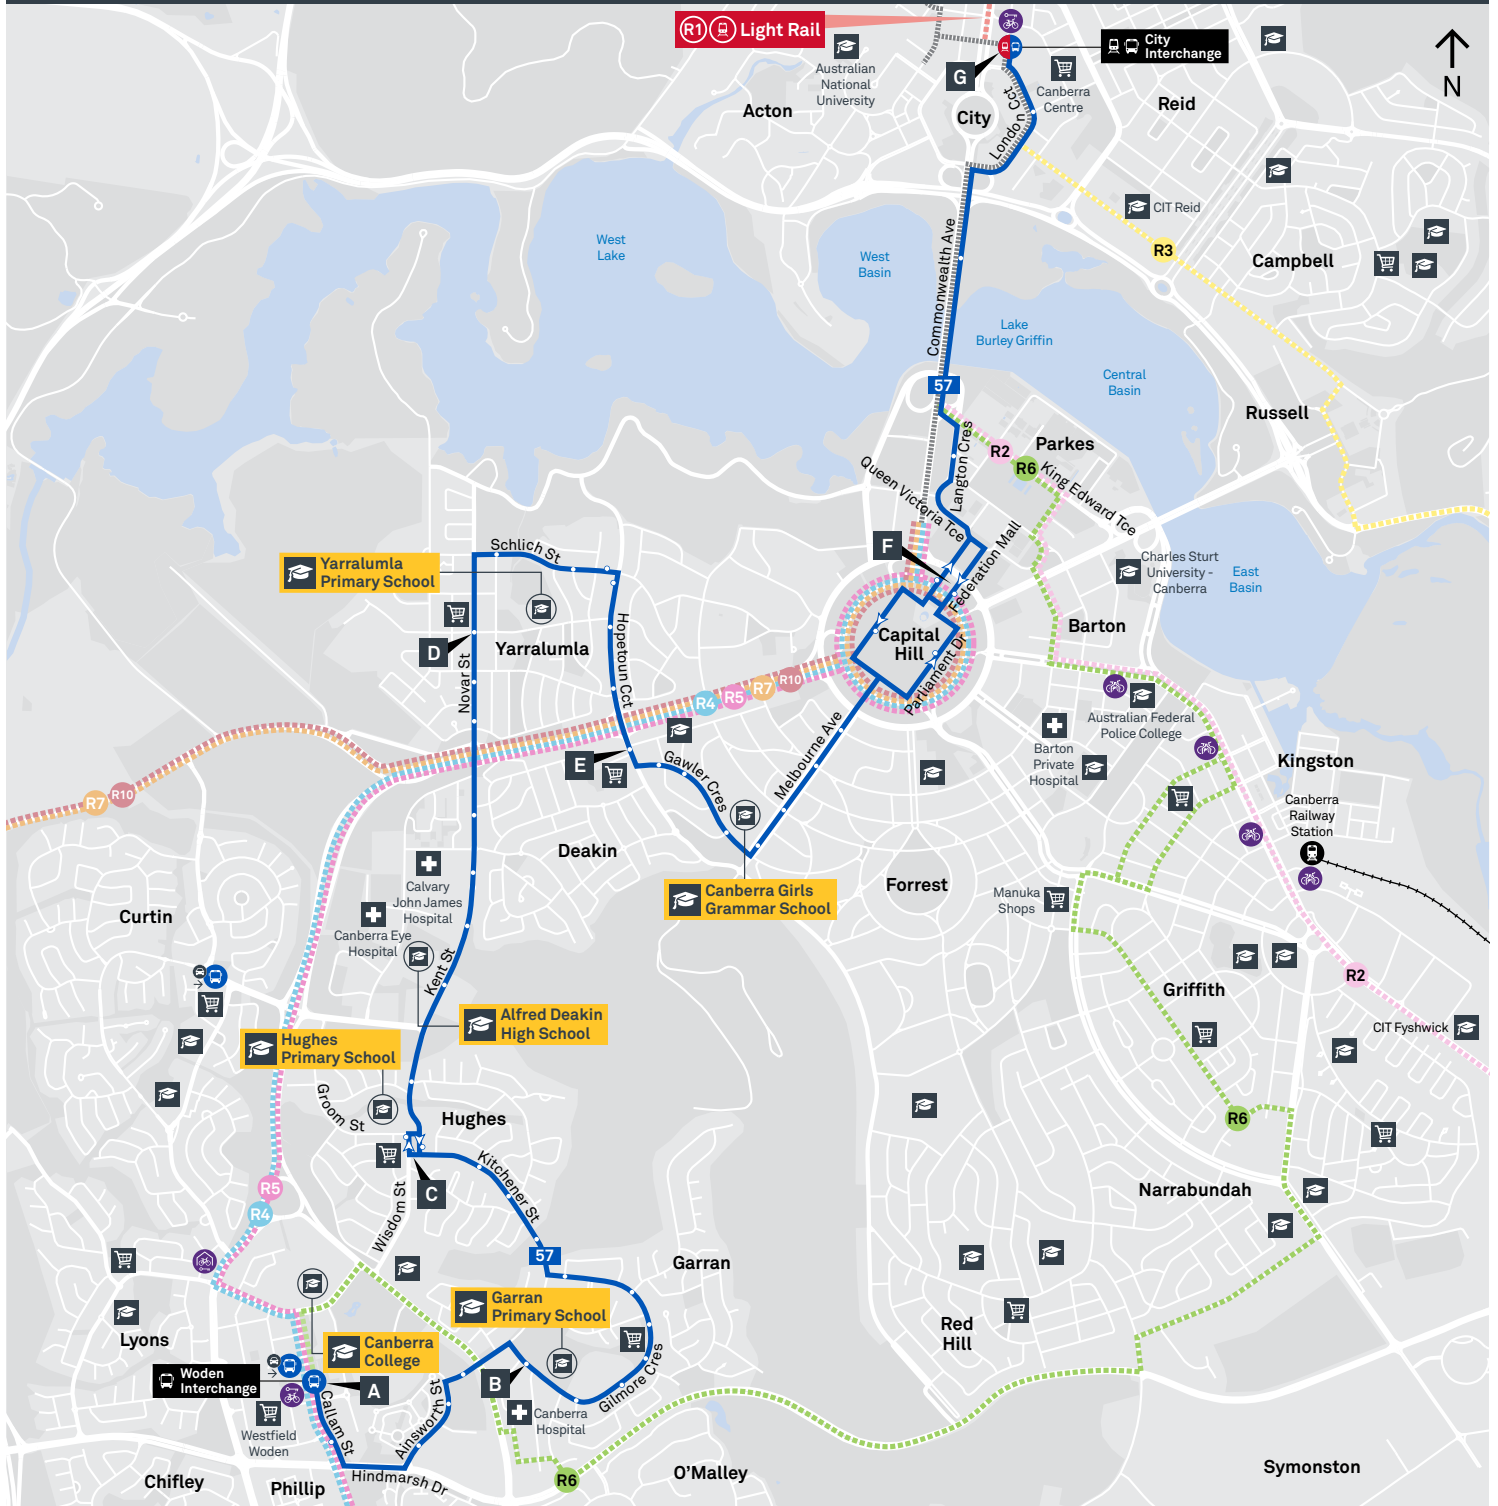 R1
Light Rail
City
Interchange
N
G
Australian
National
University
Canberra
Centre
Acton
City
Reid
London Cct
CIT Reid
R3
Campbell
West
Lake
West
Basin
Commonwealth Ave
Lake
Burley Griffin
Central
Basin
57
Russell
Parkes
R2
R6
King Edward Tce
Langton Cres
Queen Victoria Tce
F
Federation Mall
Charles Sturt
University -
Canberra
East
Basin
Schlich St
Yarralumla
Primary School
D
Yarralumla
Hopetoun Cct
Novar St
Capital
Hill
Parliament Dr
Barton
R4
R5
R7
R10
Australian Federal
Police College
Barton
Private
Hospital
Kingston
Canberra
Railway
Station
E
Gawler Cres
Melbourne Ave
R7
R10
Deakin
Calvary
John James
Hospital
Canberra Eye
Hospital
Canberra Girls
Grammar School
Forrest
Manuka
Shops
Curtin
Kent St
Griffith
R2
CIT Fyshwick
Alfred Deakin
High School
Hughes
Primary School
Groom St
Hughes
R6
C
Kitchener St
Wisdom St
R5
R4
Narrabundah
57
Garran
Garran
Primary School
Red
Hill
Lyons
Canberra
College
Woden
Interchange
A
B
Gilmore Cres
Canberra
Hospital
Callam St
Ainsworth St
Westfield
Woden
Hindmarsh Dr
Chifley
Phillip
R6
O'Malley
Symonston